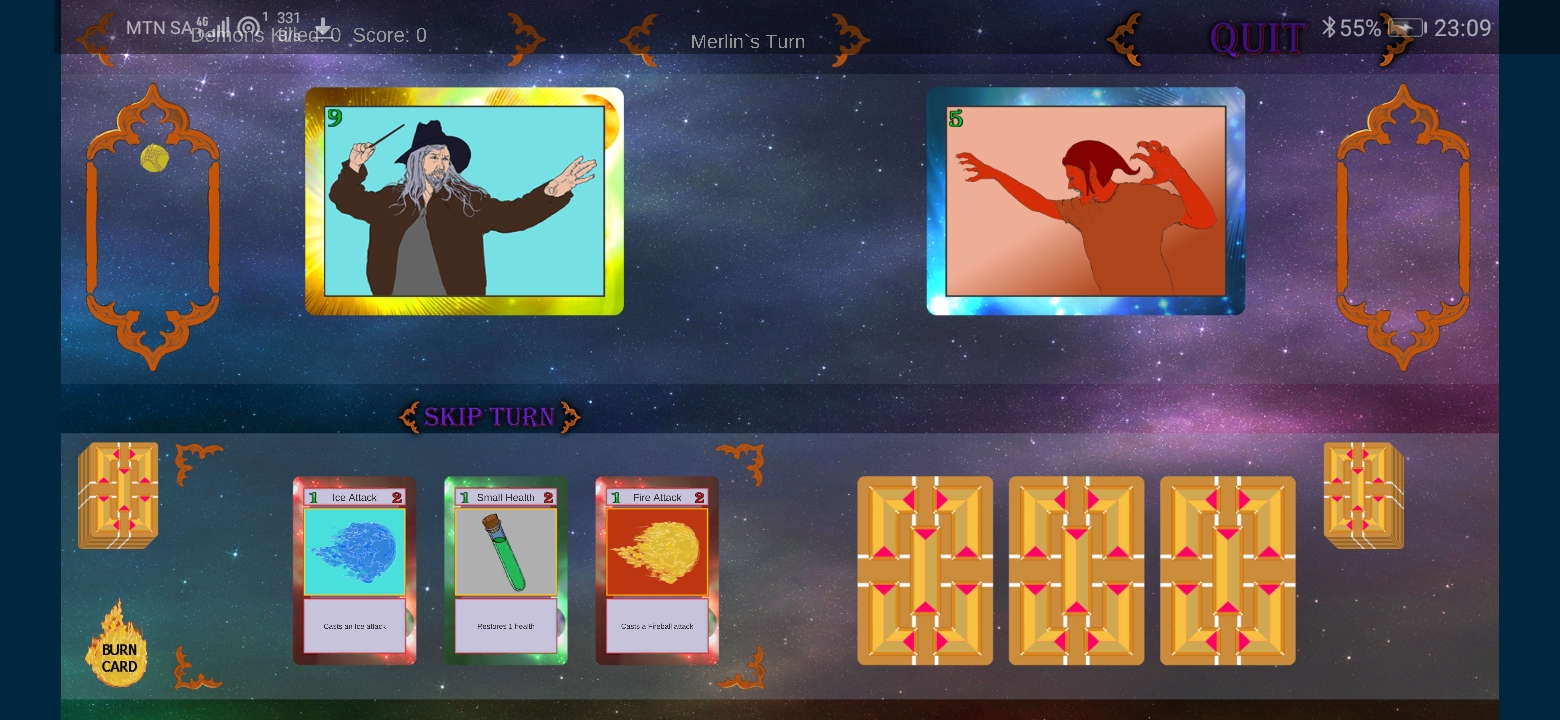 MTN SA 4G 1 331 B/s 55% 23:09
Demons Killed: 0 Score: 0
Merlin`s Turn
QUIT
9
5
SKIP TURN
1 Ice Attack 2
Casts an Ice attack
1 Small Health 2
Restores 1 health
1 Fire Attack 2
Casts a Fireball attack
BURN
CARD